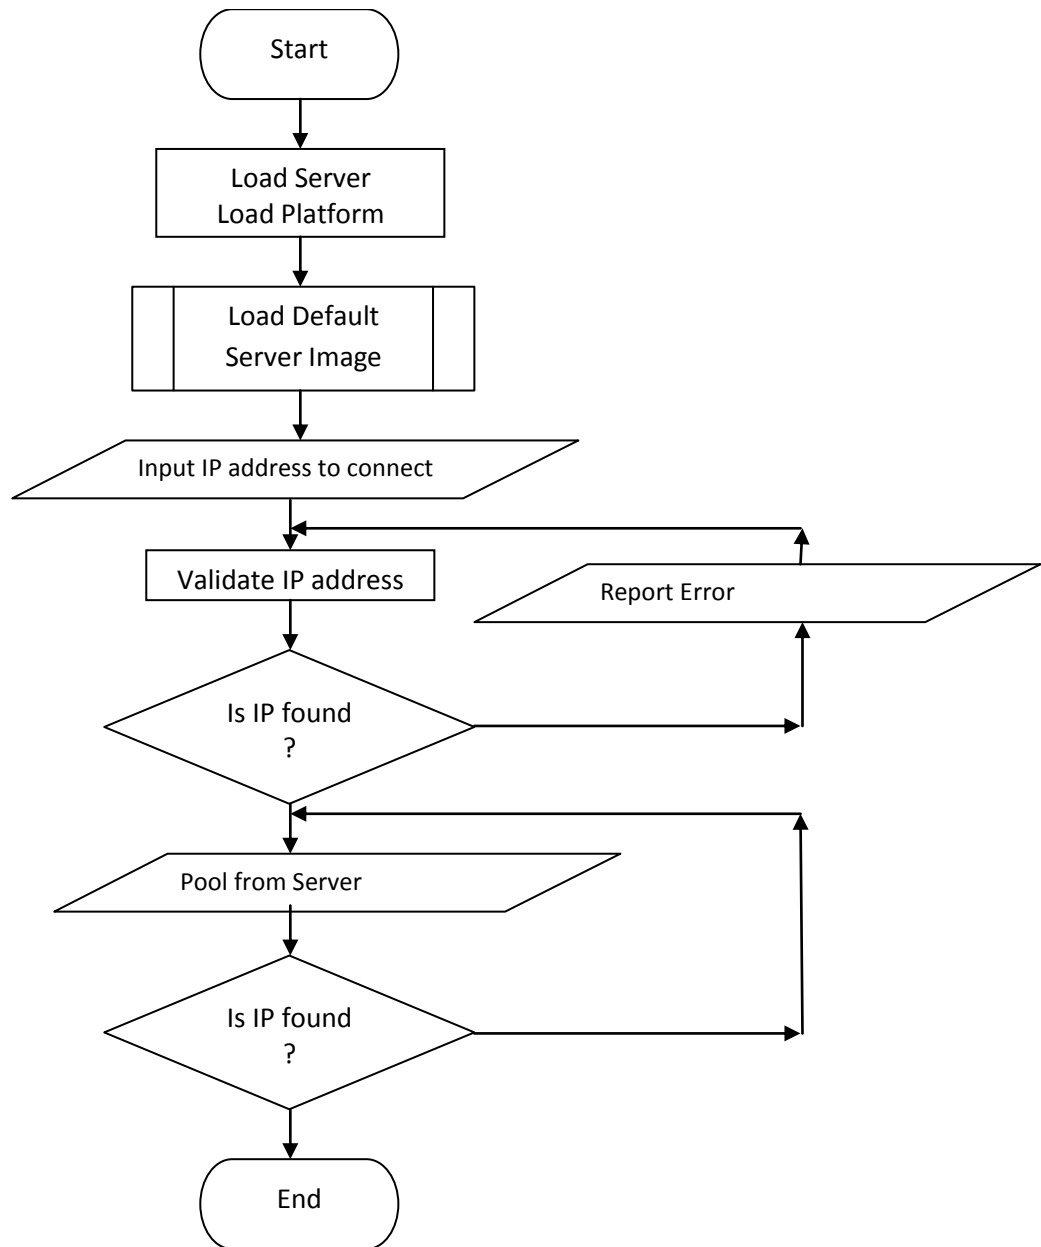 Start
Load Server
Load Platform
Load Default
Server Image
Input IP address to connect
Validate IP address
Report Error
Is IP found
?
Pool from Server
Is IP found
?
End